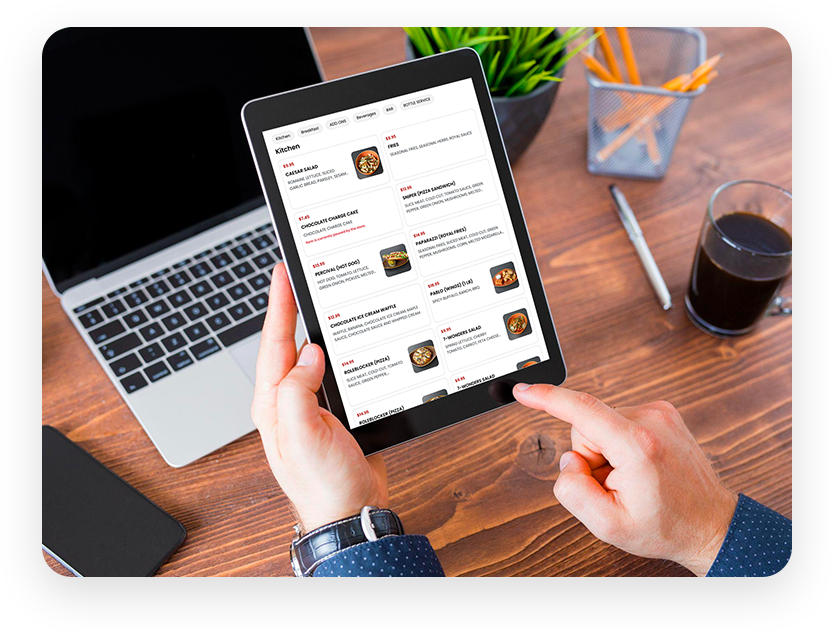 Kitchen
Breakfast
ADD ONS
Beverages
BAR
BOTTLE SERVICE
Kitchen
$9.95
CAESAR SALAD
ROMAINE LETTUCE, SLICED
GARLIC BREAD, PARSLEY, SESAM...
$9.95
FRIES
SEASONAL FRIES, SEASONAL HERBS, ROYAL SAUCE
$7.45
CHOCOLATE CHARGE CAKE
CHOCOLATE CHARGE CAKE
Item is currently paused by the store.
$12.95
SNIPER (PIZZA SANDWICH)
SLICE MEAT, COLD CUT, TOMATO SAUCE, GREEN
PEPPER, GREEN ONION, MUSHROOMS, MELTED...
$10.95
PERCIVAL (HOT DOG)
HOT DOG, TOMATO, LETTUCE,
GREEN ONION, PICKLES, MELTED...
$14.95
PAPARAZZI (ROYAL FRIES)
SEASONAL FRIES, SLICED MEAT, COLD CUT, GREEN
PEPPER, MUSHROOMS, CORN, MELTED MOZZARELLA...
$12.95
CHOCOLATE ICE CREAM WAFFLE
WAFFLE, BANANA, CHOCOLATE ICE CREAM, MAPLE
SAUCE, CHOCOLATE SAUCE AND WHIPPED CREAM
$18.95
PABLO (WINGS) (1 LB)
SPICY BUFFALO, RANCH, BBQ
$14.95
ROLEBLOCKER (PIZZA)
SLICE MEAT, COLD CUT, TOMATO
SAUCE, GREEN PEPPER...
$9.95
7-WONDERS SALAD
SPRING LETTUCE, CHERRY
TOMATO, CARROT, FETA CHEESE...
$14.95
ROLEBLOCKER (PIZZA)
$9.95
7-WONDERS SALAD